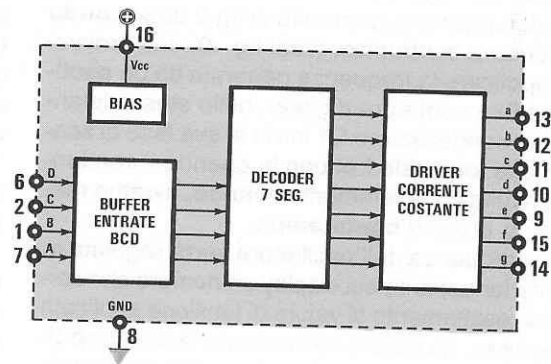 16
Vcc
BIAS
6 D
2 C
1 B
7 A
BUFFER
ENTRATE
BCD
DECODER
7 SEG.
DRIVER
CORRENTE
COSTANTE
a 13
b 12
c 11
d 10
e 9
f 15
g 14
GND
8